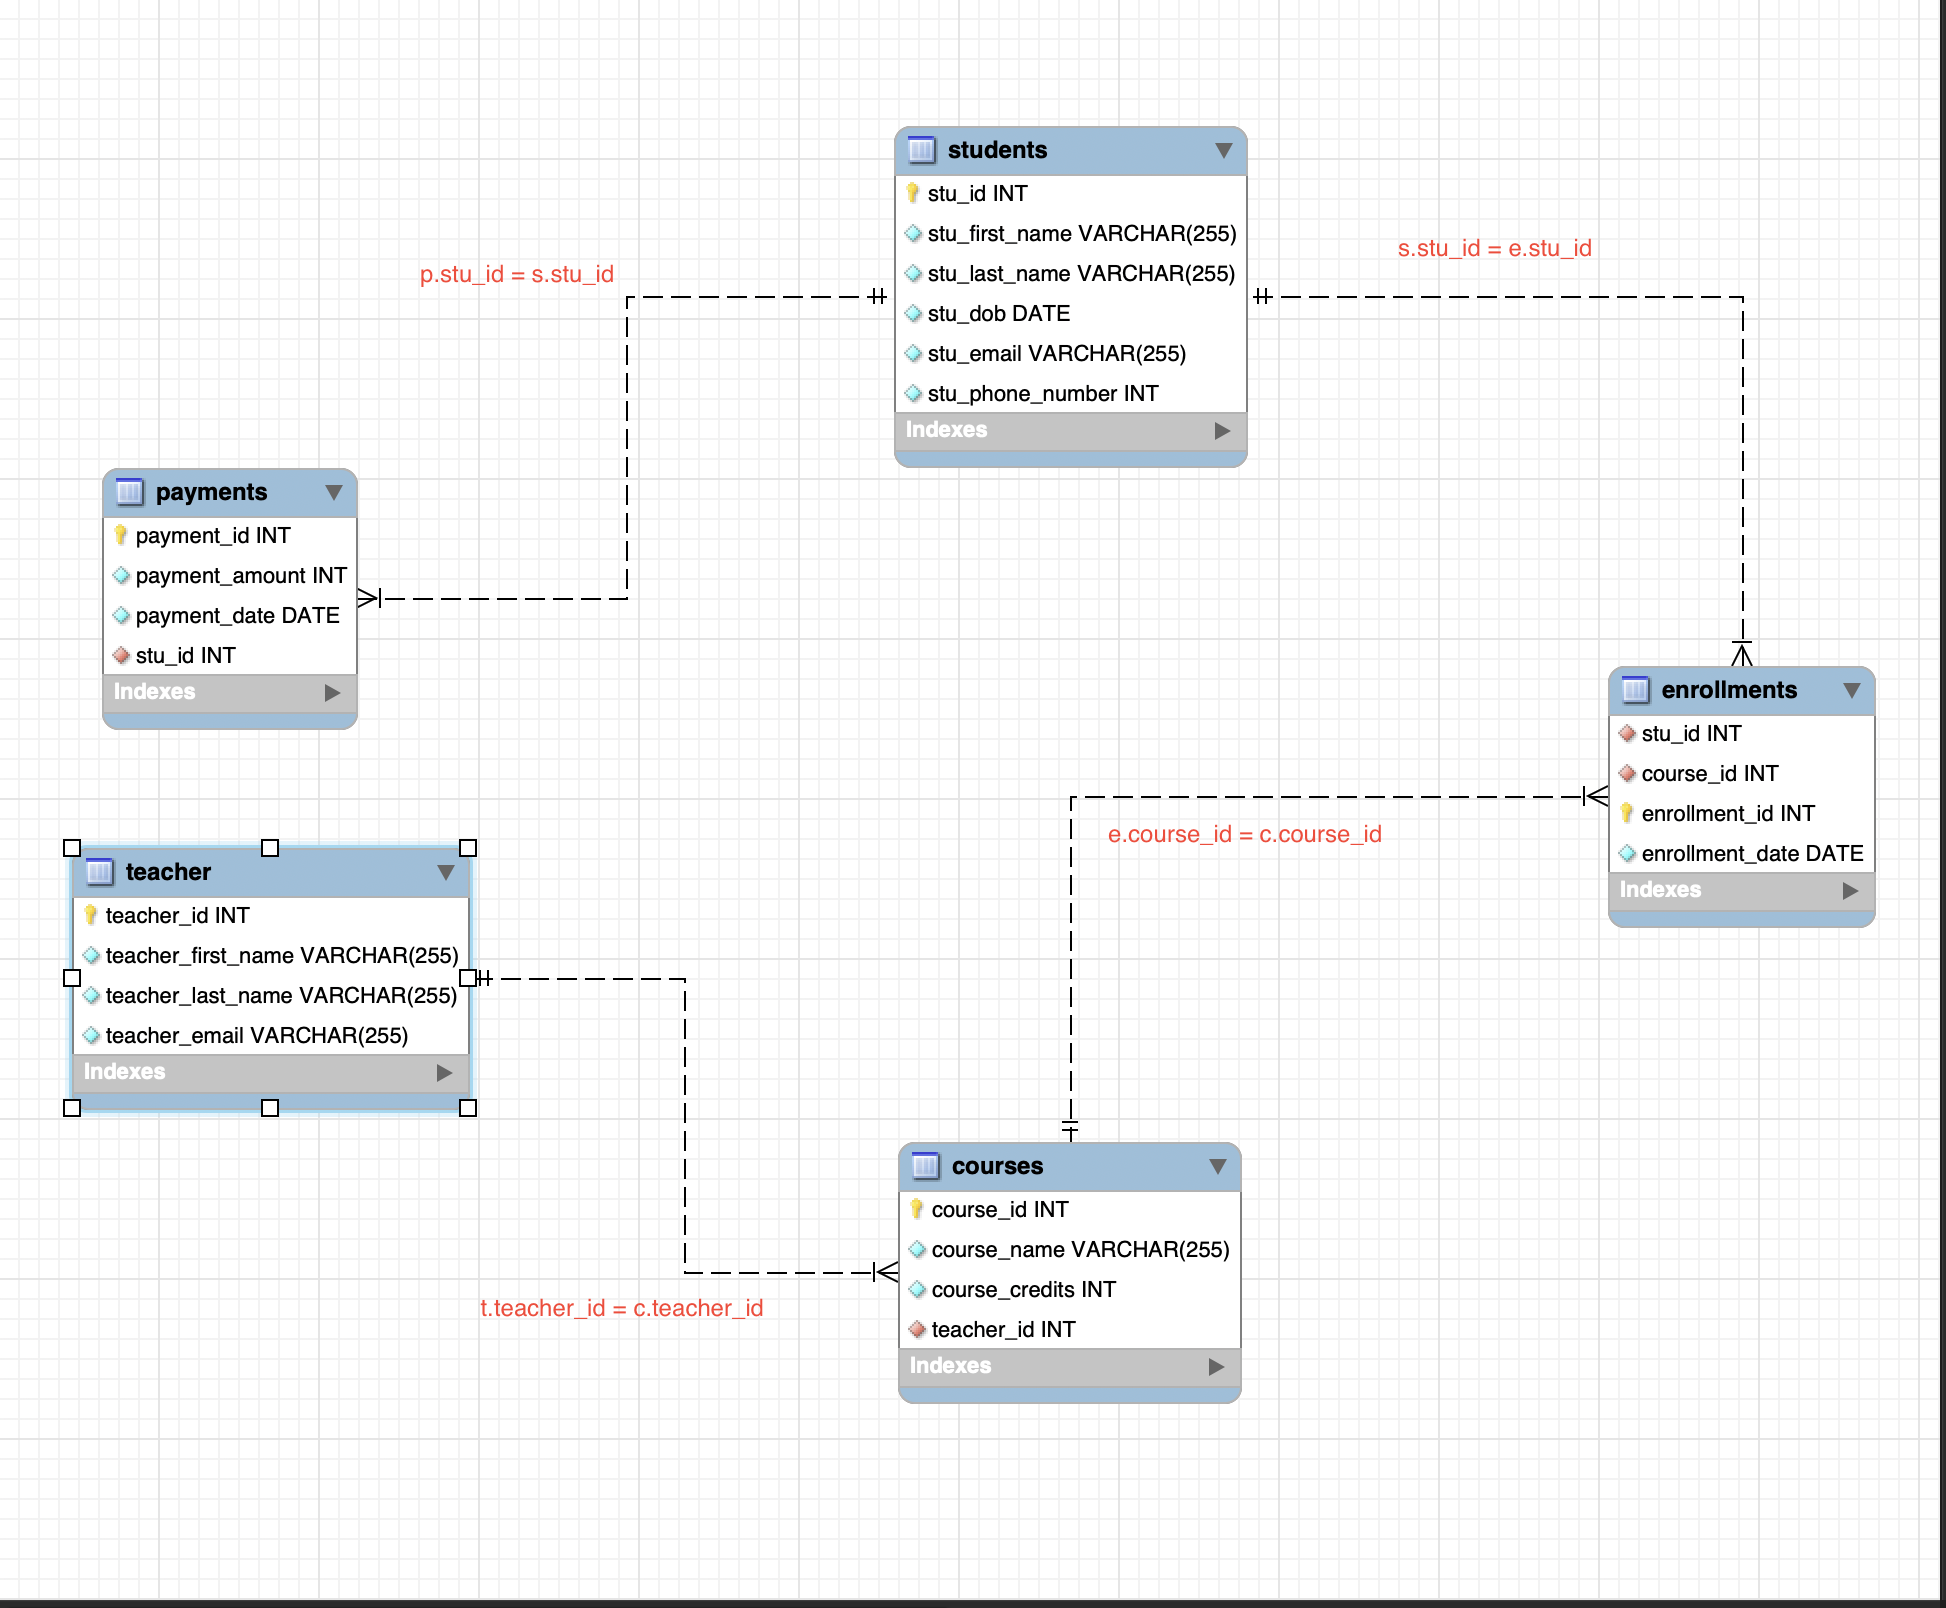 students
stu_id INT
stu_first_name VARCHAR(255)
stu_last_name VARCHAR(255)
stu_dob DATE
stu_email VARCHAR(255)
stu_phone_number INT
Indexes
p.stu_id = s.stu_id
s.stu_id = e.stu_id
payments
payment_id INT
payment_amount INT
payment_date DATE
stu_id INT
Indexes
enrollments
stu_id INT
course_id INT
enrollment_id INT
enrollment_date DATE
Indexes
e.course_id = c.course_id
teacher
teacher_id INT
teacher_first_name VARCHAR(255)
teacher_last_name VARCHAR(255)
teacher_email VARCHAR(255)
Indexes
t.teacher_id = c.teacher_id
courses
course_id INT
course_name VARCHAR(255)
course_credits INT
teacher_id INT
Indexes